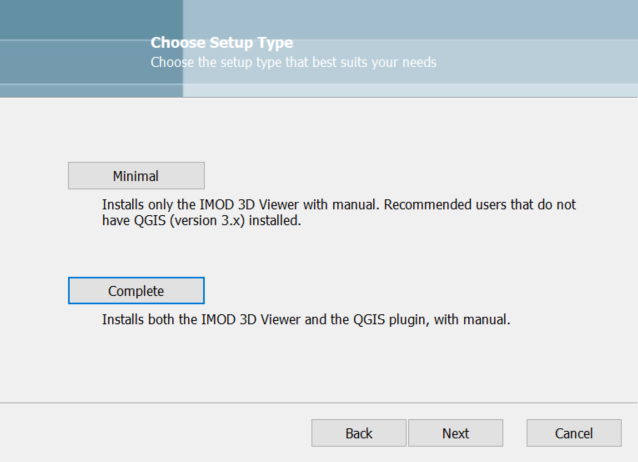 Choose Setup Type
Choose the setup type that best suits your needs
Minimal
Installs only the IMOD 3D Viewer with manual. Recommended users that do not
have QGIS (version 3.x) installed.
Complete
Installs both the IMOD 3D Viewer and the QGIS plugin, with manual.
Back
Next
Cancel